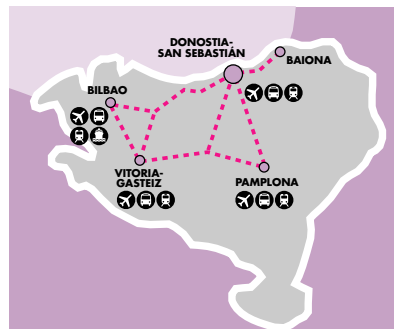 DONOSTIA-
SAN SEBASTIÁN
BAIONA
BILBAO
VITORIA-
GASTEIZ
PAMPLONA